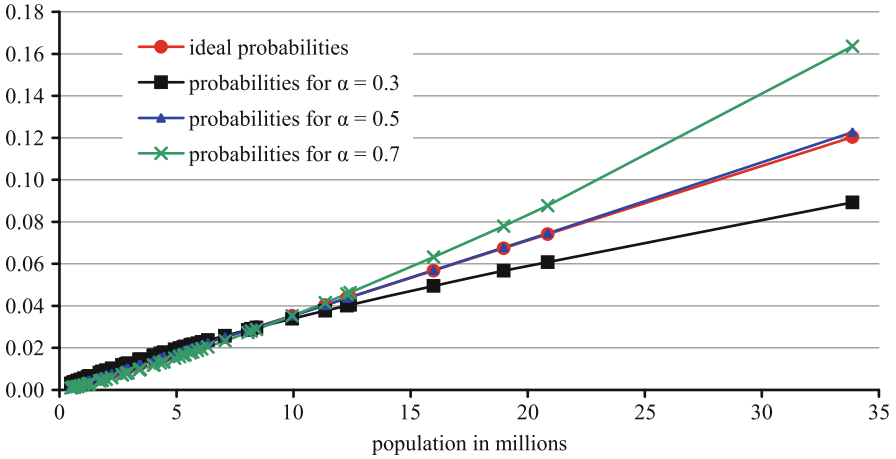 0.18
0.16
0.14
0.12
0.10
0.08
0.06
0.04
0.02
0.00
ideal probabilities
probabilities for α = 0.3
probabilities for α = 0.5
probabilities for α = 0.7
0 5 10 15 20 25 30 35
population in millions